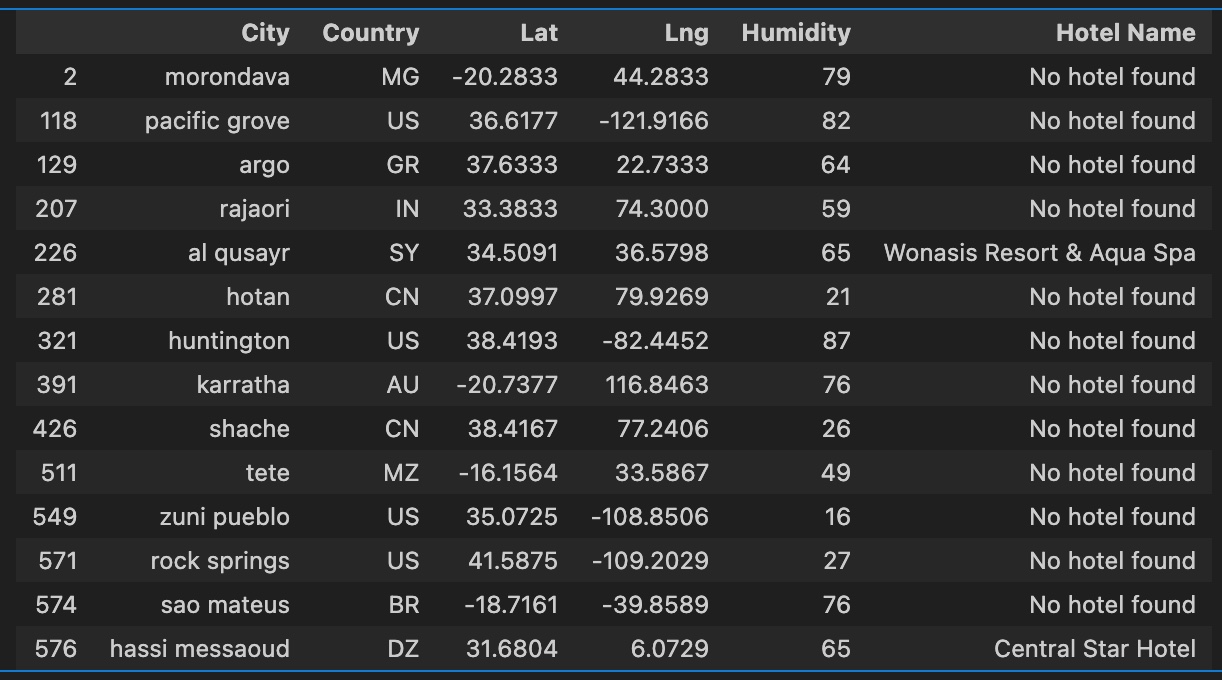 City Country Lat Lng Humidity Hotel Name
2 morondava MG -20.2833 44.2833 79 No hotel found
118 pacific grove US 36.6177 -121.9166 82 No hotel found
129 argo GR 37.6333 22.7333 64 No hotel found
207 rajaori IN 33.3833 74.3000 59 No hotel found
226 al qusayr SY 34.5091 36.5798 65 Wonasis Resort & Aqua Spa
281 hotan CN 37.0997 79.9269 21 No hotel found
321 huntington US 38.4193 -82.4452 87 No hotel found
391 karratha AU -20.7377 116.8463 76 No hotel found
426 shache CN 38.4167 77.2406 26 No hotel found
511 tete MZ -16.1564 33.5867 49 No hotel found
549 zuni pueblo US 35.0725 -108.8506 16 No hotel found
571 rock springs US 41.5875 -109.2029 27 No hotel found
574 sao mateus BR -18.7161 -39.8589 76 No hotel found
576 hassi messaoud DZ 31.6804 6.0729 65 Central Star Hotel